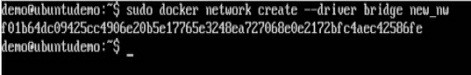 demo@ubuntudemo:~$ sudo docker network create --driver bridge new_nw
f01b64dc09425cc4906e20b5e17765e3248ea727068e0e2172bfc4aec42586fe
demo@ubuntudemo:~$ _